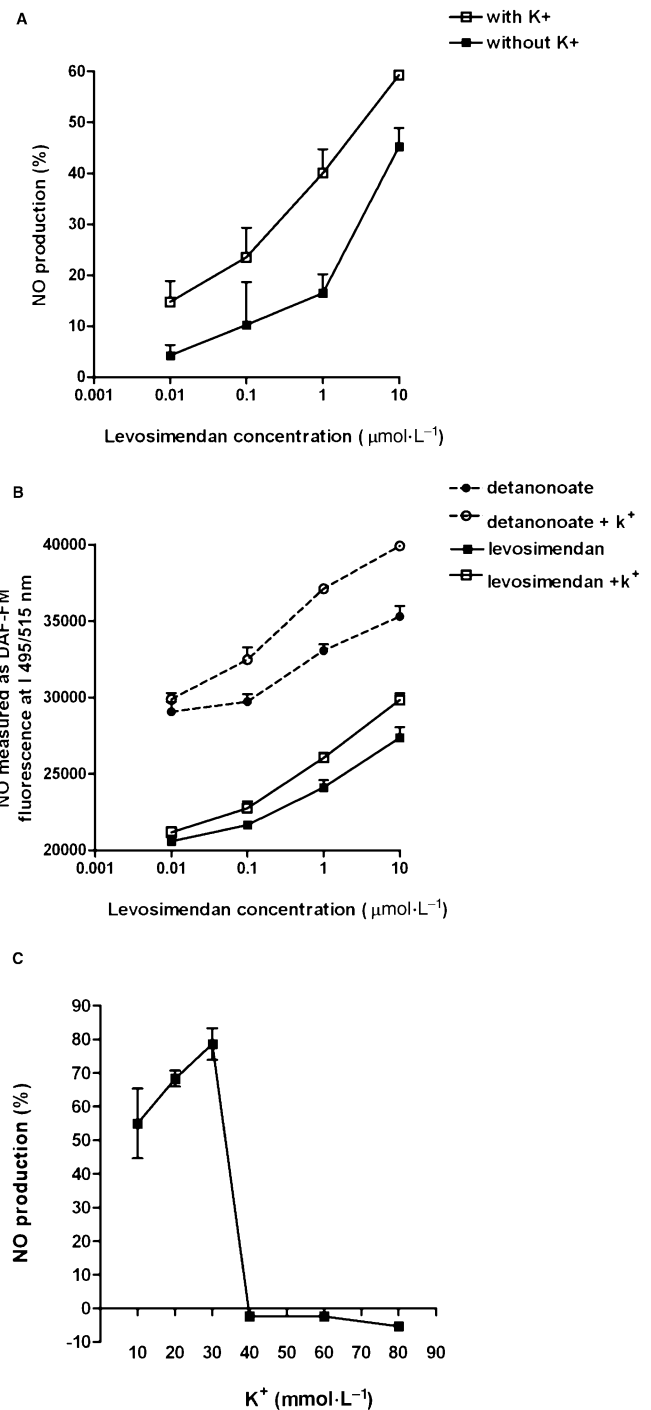 A
with K+
without K+
NO production (%)
60
50
40
30
20
10
0
0.001 0.01 0.1 1 10
Levosimendan concentration ( μmol·L⁻¹)
B
detanonoate
detanonoate + k⁺
levosimendan
levosimendan +k⁺
NO measured as DAF-FM
fluorescence at l 495/515 nm
40000
35000
30000
25000
20000
0.001 0.01 0.1 1 10
Levosimendan concentration ( μmol·L⁻¹)
C
NO production (%)
90
80
70
60
50
40
30
20
10
0
-10
10 20 30 40 50 60 70 80 90
K⁺ (mmol·L⁻¹)